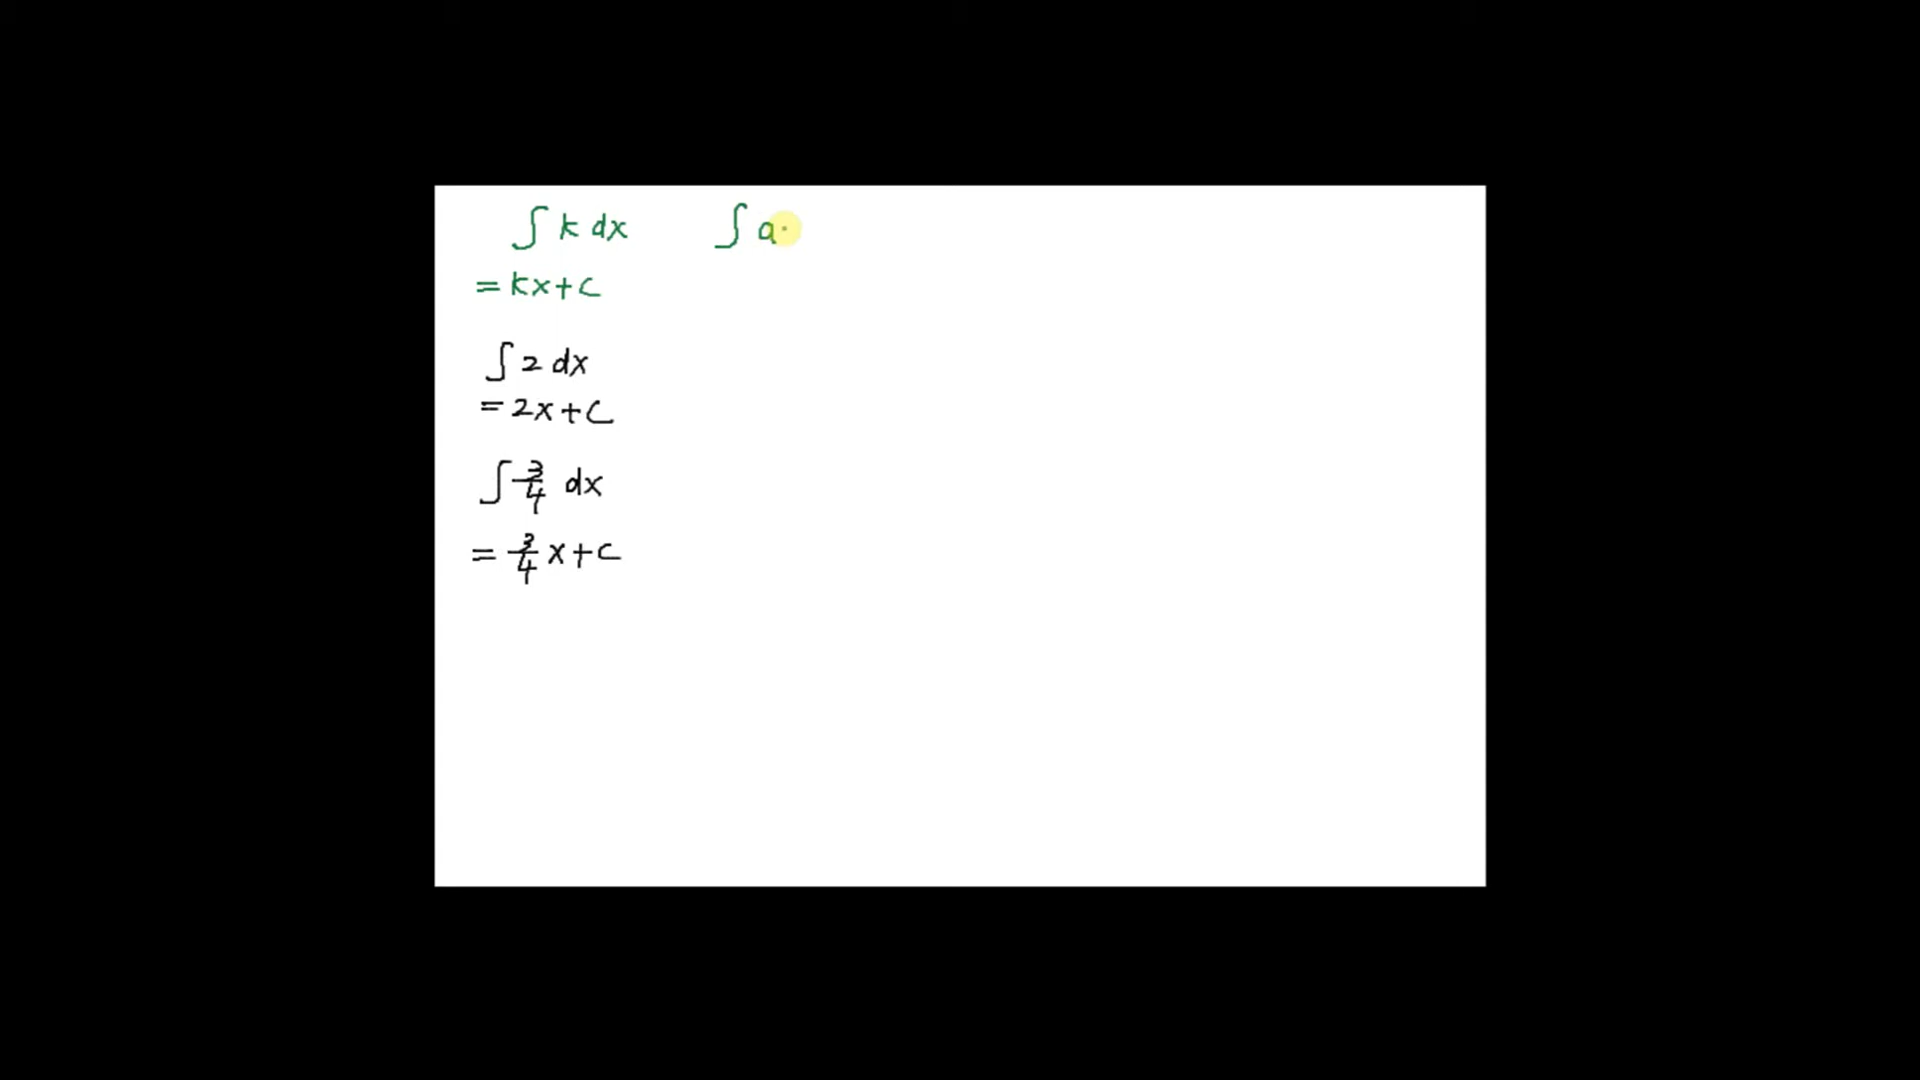 ∫ k dx
= kx+c
∫ 2 dx
= 2x+c
∫ 3/4 dx
= 3/4 x+c
∫ a